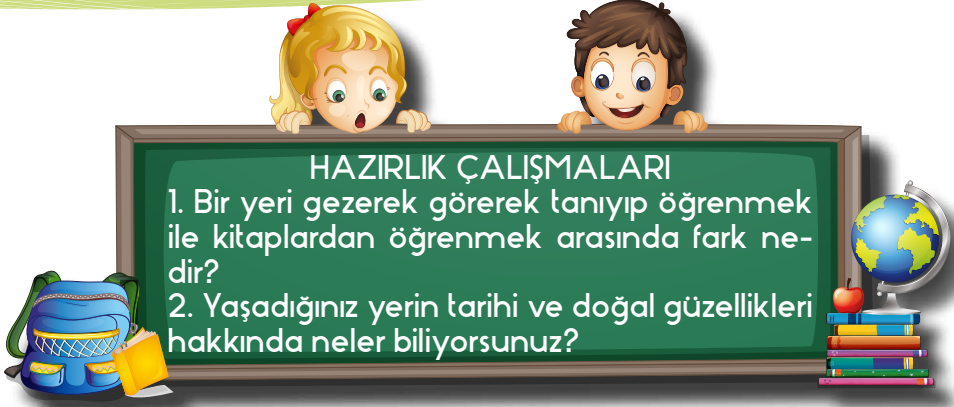 HAZIRLIK ÇALIŞMALARI
1. Bir yeri gezerek görerek tanıyıp öğrenmek
ile kitaplardan öğrenmek arasında fark ne-
dir?
2. Yaşadığınız yerin tarihi ve doğal güzellikleri
hakkında neler biliyorsunuz?